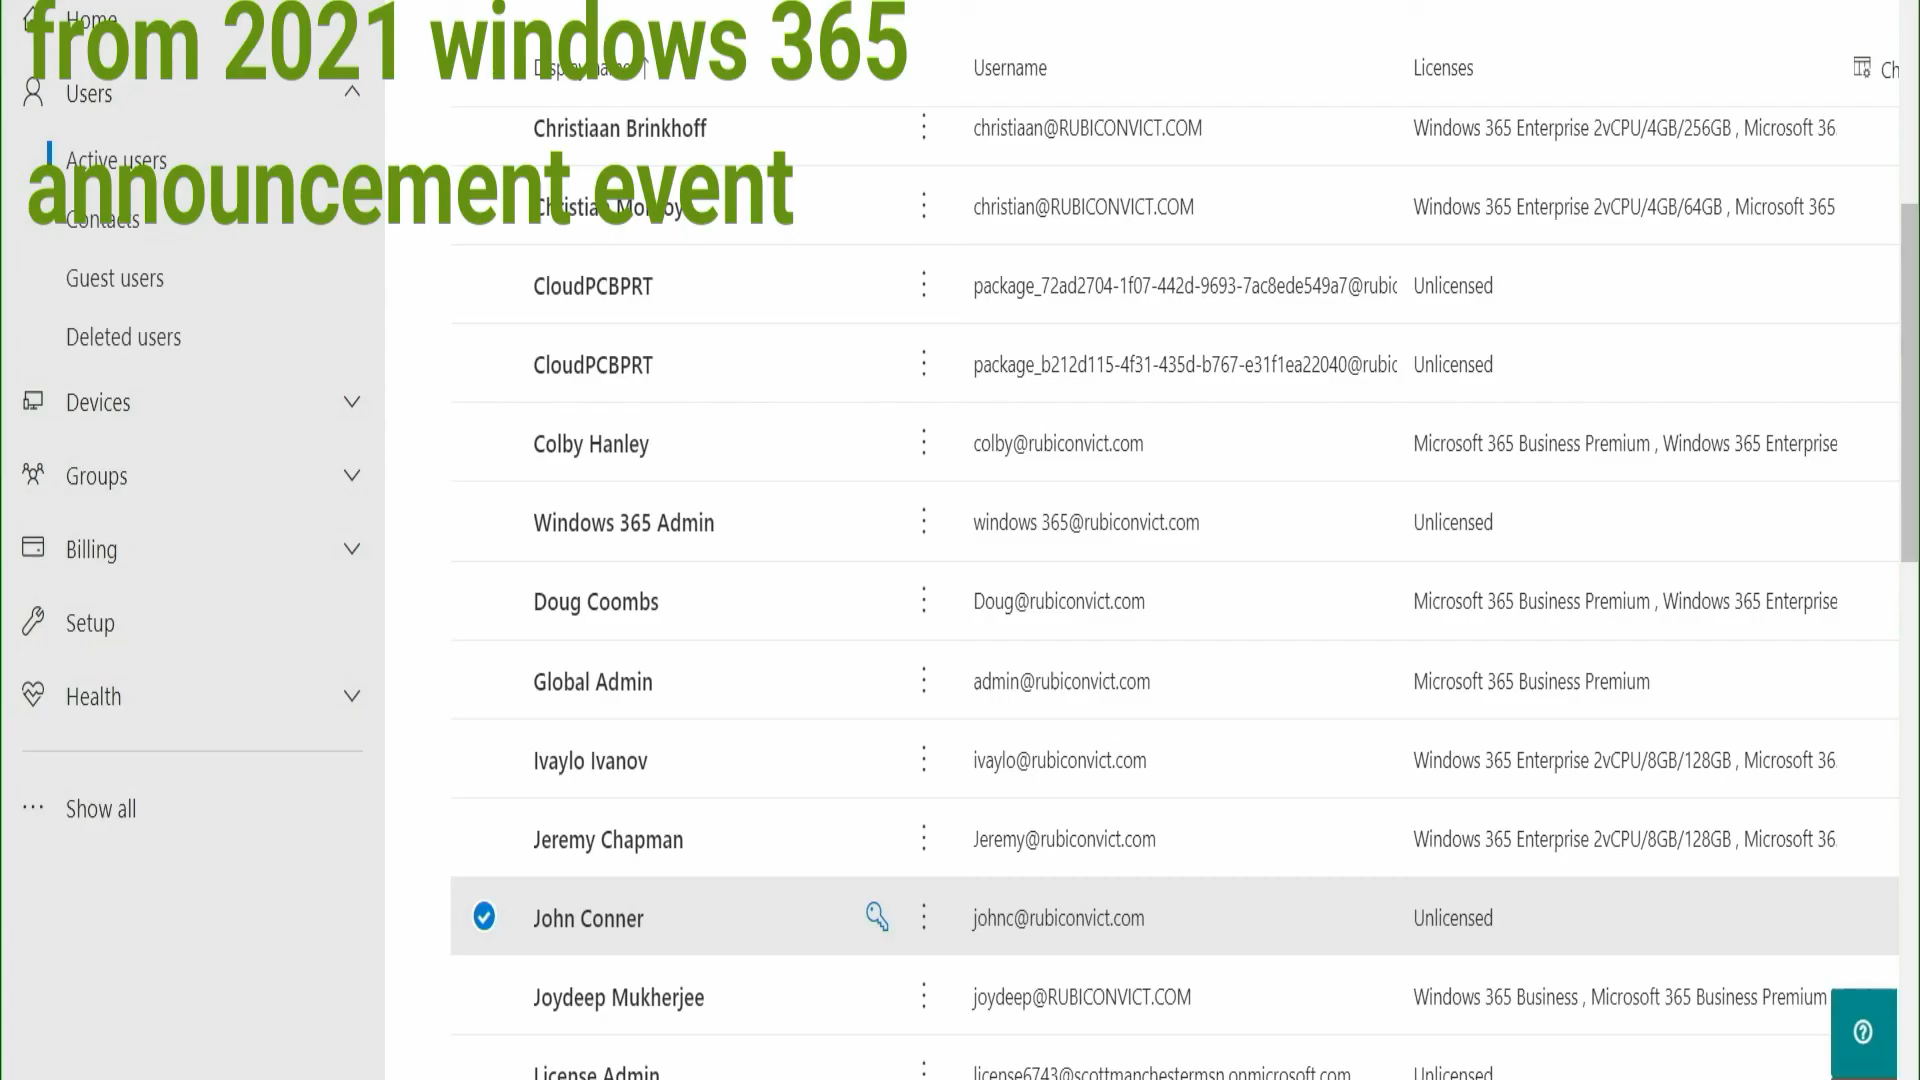 from 2021 windows 365
announcement event
Home
Users
Active users
Contacts
Guest users
Deleted users
Devices
Groups
Billing
Setup
Health
Show all
Display name ↑ Username Licenses Ch
Christiaan Brinkhoff christiaan@RUBICONVICT.COM Windows 365 Enterprise 2vCPU/4GB/256GB , Microsoft 36
Christian christian@RUBICONVICT.COM Windows 365 Enterprise 2vCPU/4GB/64GB , Microsoft 365
CloudPCBPRT package_72ad2704-1f07-442d-9693-7ac8ede549a7@rubic Unlicensed
CloudPCBPRT package_b212d115-4f31-435d-b767-e31f1ea22040@rubic Unlicensed
Colby Hanley colby@rubiconvict.com Microsoft 365 Business Premium , Windows 365 Enterprise
Windows 365 Admin windows 365@rubiconvict.com Unlicensed
Doug Coombs Doug@rubiconvict.com Microsoft 365 Business Premium , Windows 365 Enterprise
Global Admin admin@rubiconvict.com Microsoft 365 Business Premium
Ivaylo Ivanov ivaylo@rubiconvict.com Windows 365 Enterprise 2vCPU/8GB/128GB , Microsoft 36
Jeremy Chapman Jeremy@rubiconvict.com Windows 365 Enterprise 2vCPU/8GB/128GB , Microsoft 36
John Conner johnc@rubiconvict.com Unlicensed
Joydeep Mukherjee joydeep@RUBICONVICT.COM Windows 365 Business , Microsoft 365 Business Premium
License Admin license6743@scottmanchestermsn.onmicrosoft.com Unlicensed